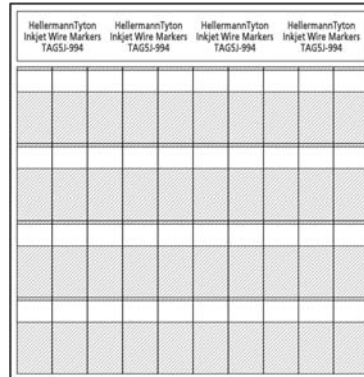 HellermannTyton HellermannTyton HellermannTyton HellermannTyton
Inkjet Wire Markers Inkjet Wire Markers Inkjet Wire Markers Inkjet Wire Markers
TAG5J-994 TAG5J-994 TAG5J-994 TAG5J-994